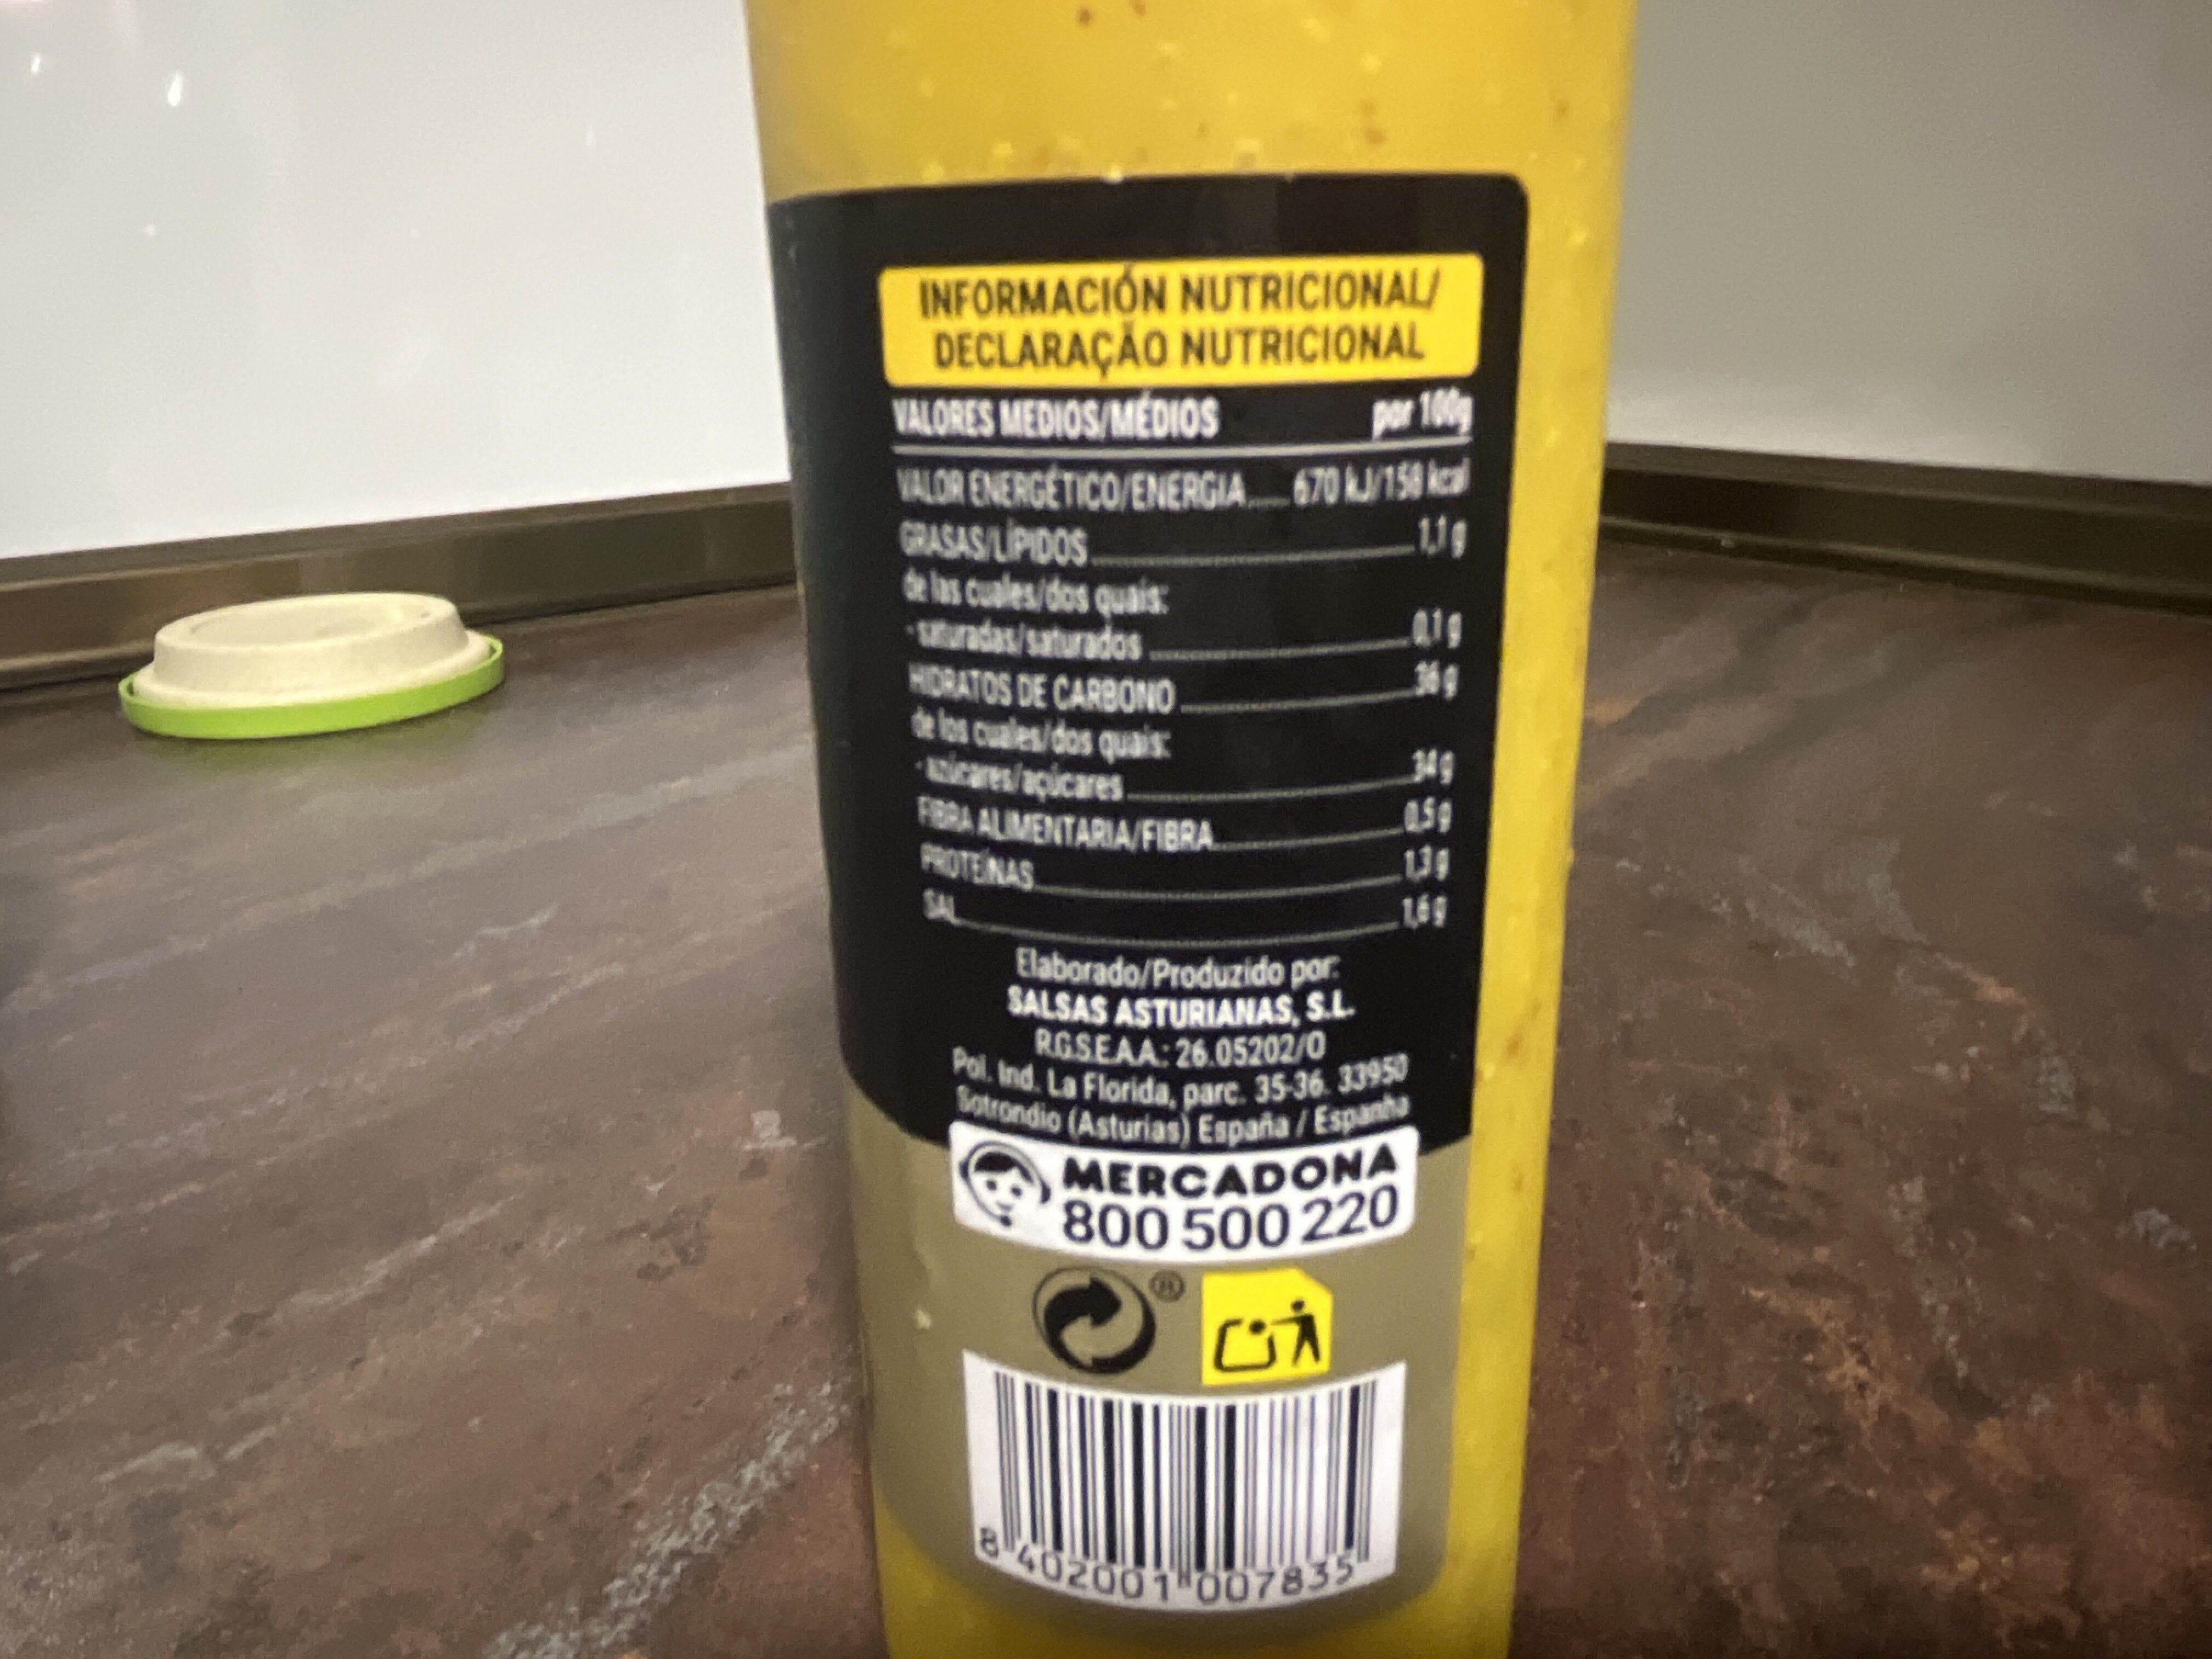 INFORMACIÓN NUTRICIONAL/
DECLARAÇÃO NUTRICIONAL
VALORES MEDIOS/MÉDIOS por 100g
VALOR ENERGÉTICO/ENERGIA..... 670 kJ/158 kcal
GRASAS/LÍPIDOS 1,1 g
de las cuales/dos quais:
- saturadas/saturados 0,1 g
HIDRATOS DE CARBONO 36 g
de los cuales/dos quais:
- azúcares/açúcares 34 g
FIBRA ALIMENTARIA/FIBRA 0,5 g
PROTEÍNAS 1,3 g
SAL 1,6 g
Elaborado/Produzido por:
SALSAS ASTURIANAS, S.L.
R.G.S.E.A.A.: 26.05202/O
Pol. Ind. La Florida, parc. 35-36. 33950
Sotrondio (Asturias) España / Espanha
MERCADONA
800 500 220
®
8 402001 007835